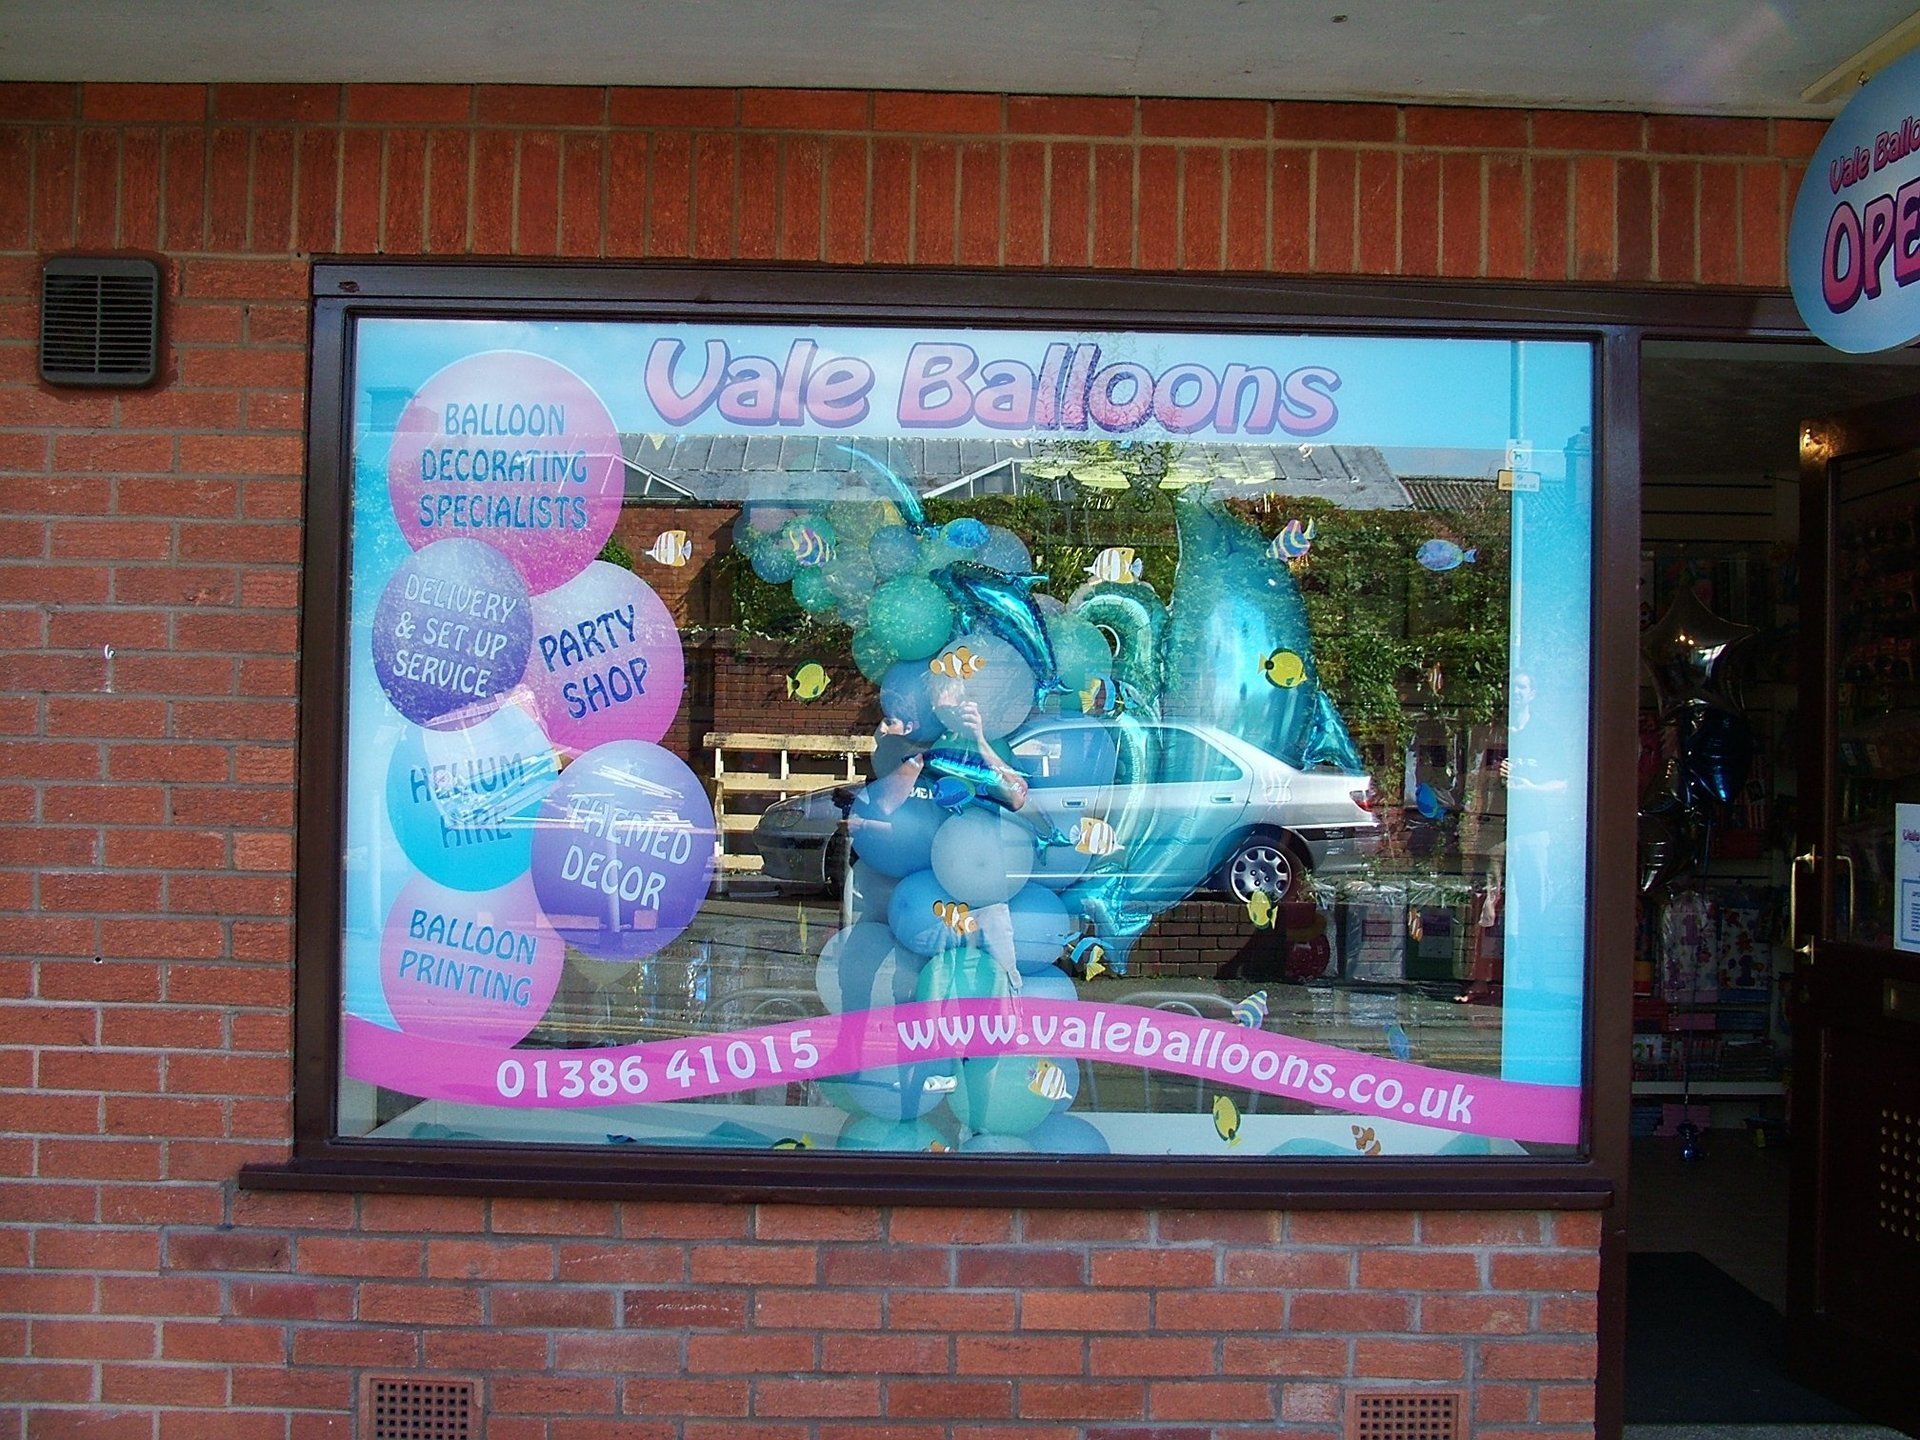 Vale Balloons
BALLOON
DECORATING
SPECIALISTS
DELIVERY
& SET UP
SERVICE
PARTY
SHOP
HELIUM
HIRE
THEMED
DECOR
BALLOON
PRINTING
01386 41015
www.valeballoons.co.uk
Vale Ballo
OPE